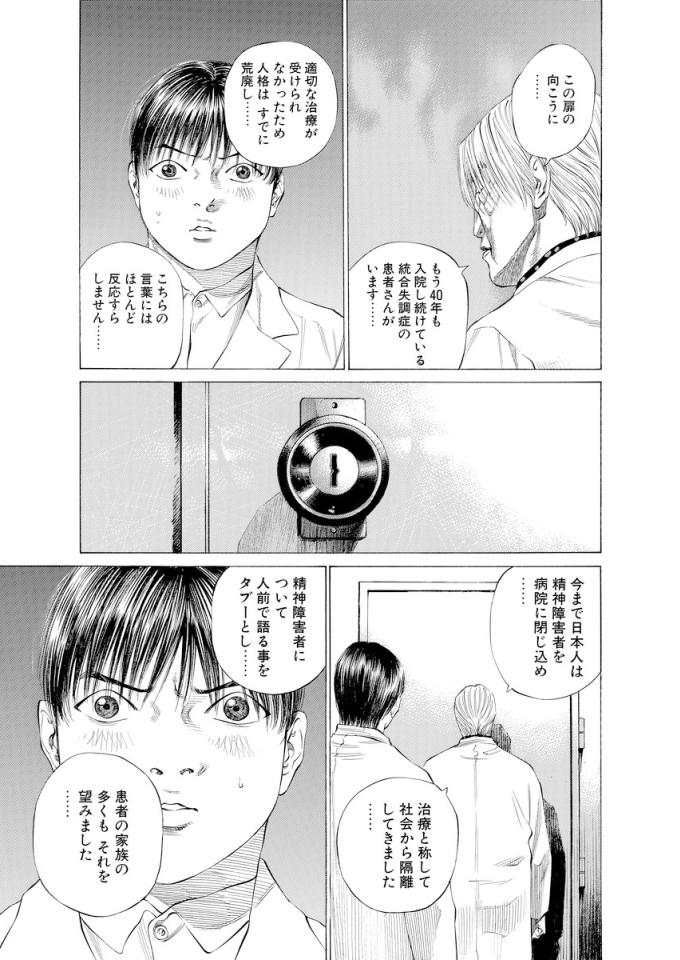 この扉の
向こうに
……
もう40年も
入院し続けている
統合失調症の
患者さんが
います……
適切な治療が
受けられ
なかったため
人格は すでに
荒廃し……
こちらの
言葉には
ほとんど
反応すら
しません……
今まで日本人は
精神障害者を
病院に閉じ込め
……
治療と称して
社会から隔離
してきました
……
精神障害者に
ついて
人前で語る事を
タブーとし……
患者の家族の
多くも それを
望みました
……